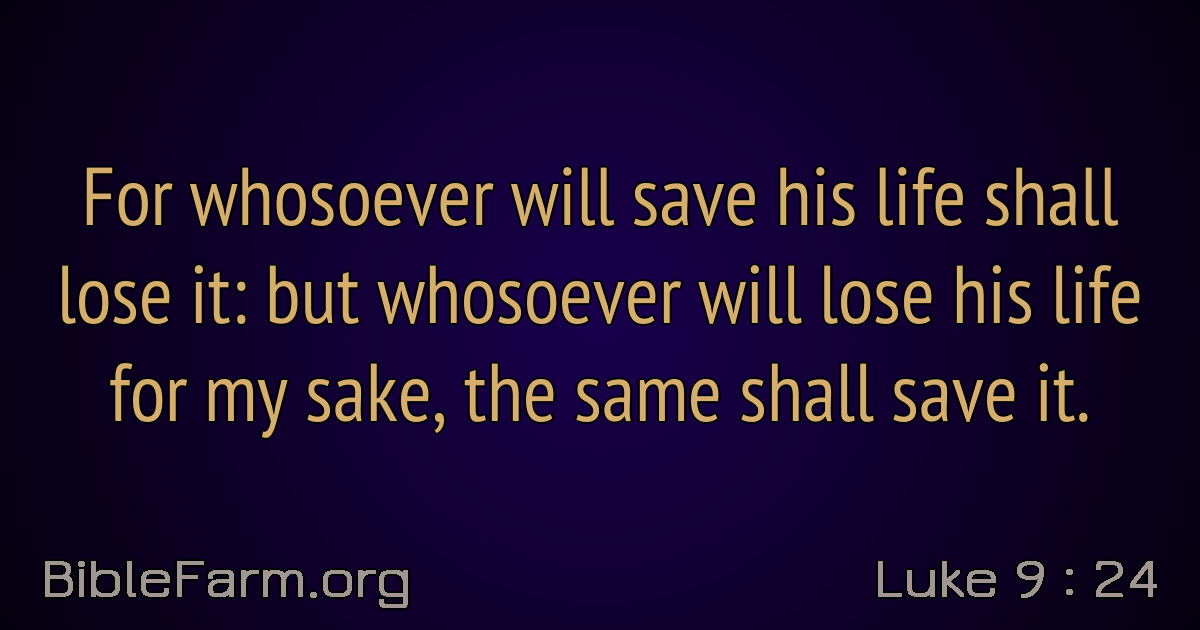 For whosoever will save his life shall
lose it: but whosoever will lose his life
for my sake, the same shall save it.
BibleFarm.org
Luke 9 : 24